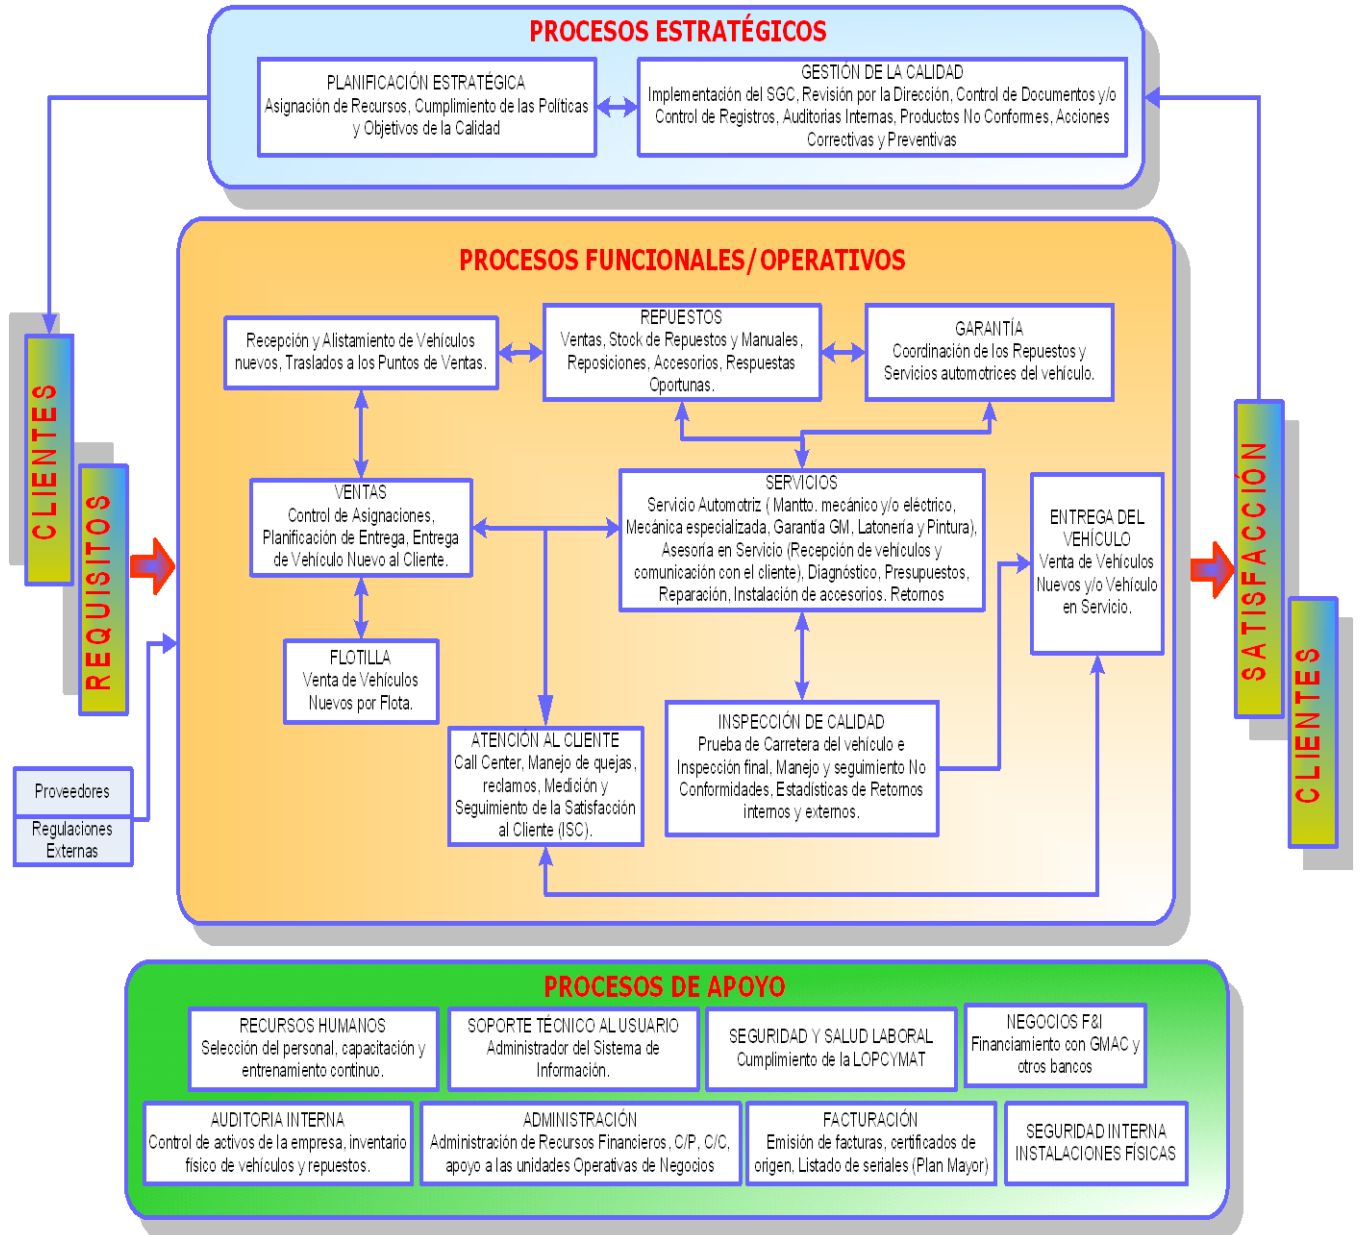 PROCESOS ESTRATÉGICOS
PLANIFICACIÓN ESTRATÉGICA
Asignación de Recursos, Cumplimiento de las Políticas
y Objetivos de la Calidad
GESTIÓN DE LA CALIDAD
Implementación del SGC, Revisión por la Dirección, Control de Documentos y/o
Control de Registros, Auditorias Internas, Productos No Conformes, Acciones
Correctivas y Preventivas
CLIENTES
REQUISITOS
Proveedores
Regulaciones
Externas
PROCESOS FUNCIONALES/OPERATIVOS
Recepción y Alistamiento de Vehículos
nuevos, Traslados a los Puntos de Ventas.
REPUESTOS
Ventas, Stock de Repuestos y Manuales,
Reposiciones, Accesorios, Respuestas
Oportunas.
GARANTÍA
Coordinación de los Repuestos y
Servicios automotrices del vehículo.
VENTAS
Control de Asignaciones,
Planificación de Entrega, Entrega
de Vehículo Nuevo al Cliente.
SERVICIOS
Servicio Automotriz ( Mantto. mecánico y/o eléctrico,
Mecánica especializada, Garantía GM, Latonería y Pintura),
Asesoría en Servicio (Recepción de vehículos y
comunicación con el cliente), Diagnóstico, Presupuestos,
Reparación, Instalación de accesorios. Retornos
ENTREGA DEL
VEHÍCULO
Venta de Vehículos
Nuevos y/o Vehículo
en Servicio.
FLOTILLA
Venta de Vehículos
Nuevos por Flota.
ATENCIÓN AL CLIENTE
Call Center, Manejo de quejas,
reclamos, Medición y
Seguimiento de la Satisfacción
al Cliente (ISC).
INSPECCIÓN DE CALIDAD
Prueba de Carretera del vehículo e
Inspección final, Manejo y seguimiento No
Conformidades, Estadísticas de Retornos
internos y externos.
SATISFACCIÓN
CLIENTES
PROCESOS DE APOYO
RECURSOS HUMANOS
Selección del personal, capacitación y
entrenamiento continuo.
SOPORTE TÉCNICO AL USUARIO
Administrador del Sistema de
Información.
SEGURIDAD Y SALUD LABORAL
Cumplimiento de la LOPCYMAT
NEGOCIOS F&I
Financiamiento con GMAC y
otros bancos
AUDITORIA INTERNA
Control de activos de la empresa, inventario
físico de vehículos y repuestos.
ADMINISTRACIÓN
Administración de Recursos Financieros, C/P, C/C,
apoyo a las unidades Operativas de Negocios
FACTURACIÓN
Emisión de facturas, certificados de
origen, Listado de seriales (Plan Mayor)
SEGURIDAD INTERNA
INSTALACIONES FÍSICAS